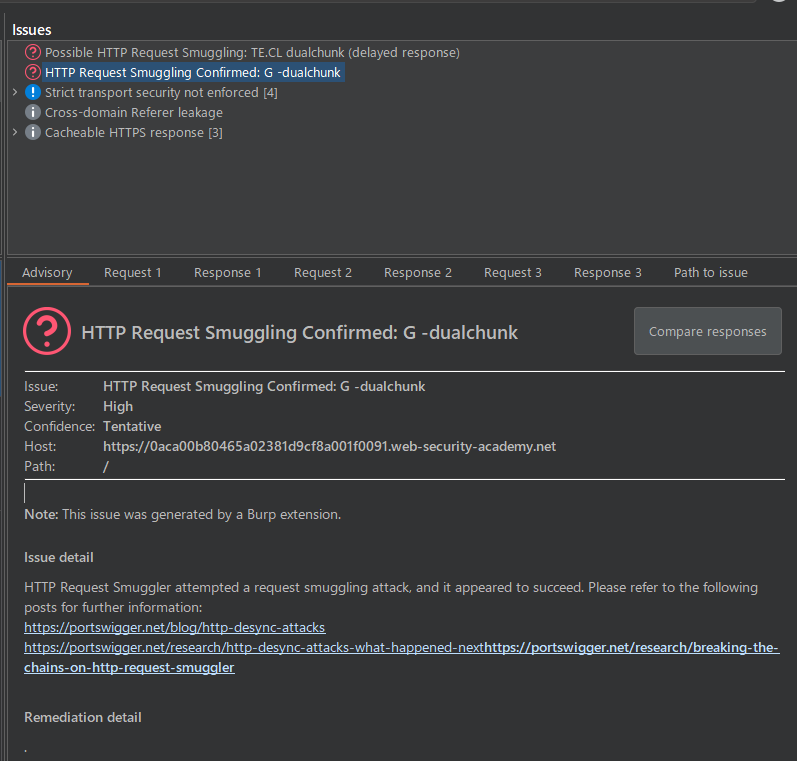 Issues
Possible HTTP Request Smuggling: TE.CL dualchunk (delayed response)
HTTP Request Smuggling Confirmed: G -dualchunk
Strict transport security not enforced [4]
Cross-domain Referer leakage
Cacheable HTTPS response [3]
Advisory Request 1 Response 1 Request 2 Response 2 Request 3 Response 3 Path to issue
HTTP Request Smuggling Confirmed: G -dualchunk
Compare responses
Issue: HTTP Request Smuggling Confirmed: G -dualchunk
Severity: High
Confidence: Tentative
Host: https://0aca00b80465a02381d9cf8a001f0091.web-security-academy.net
Path: /
Note: This issue was generated by a Burp extension.
Issue detail
HTTP Request Smuggler attempted a request smuggling attack, and it appeared to succeed. Please refer to the following
posts for further information:
https://portswigger.net/blog/http-desync-attacks
https://portswigger.net/research/http-desync-attacks-what-happened-nexthttps://portswigger.net/research/breaking-the-
chains-on-http-request-smuggler
Remediation detail
.